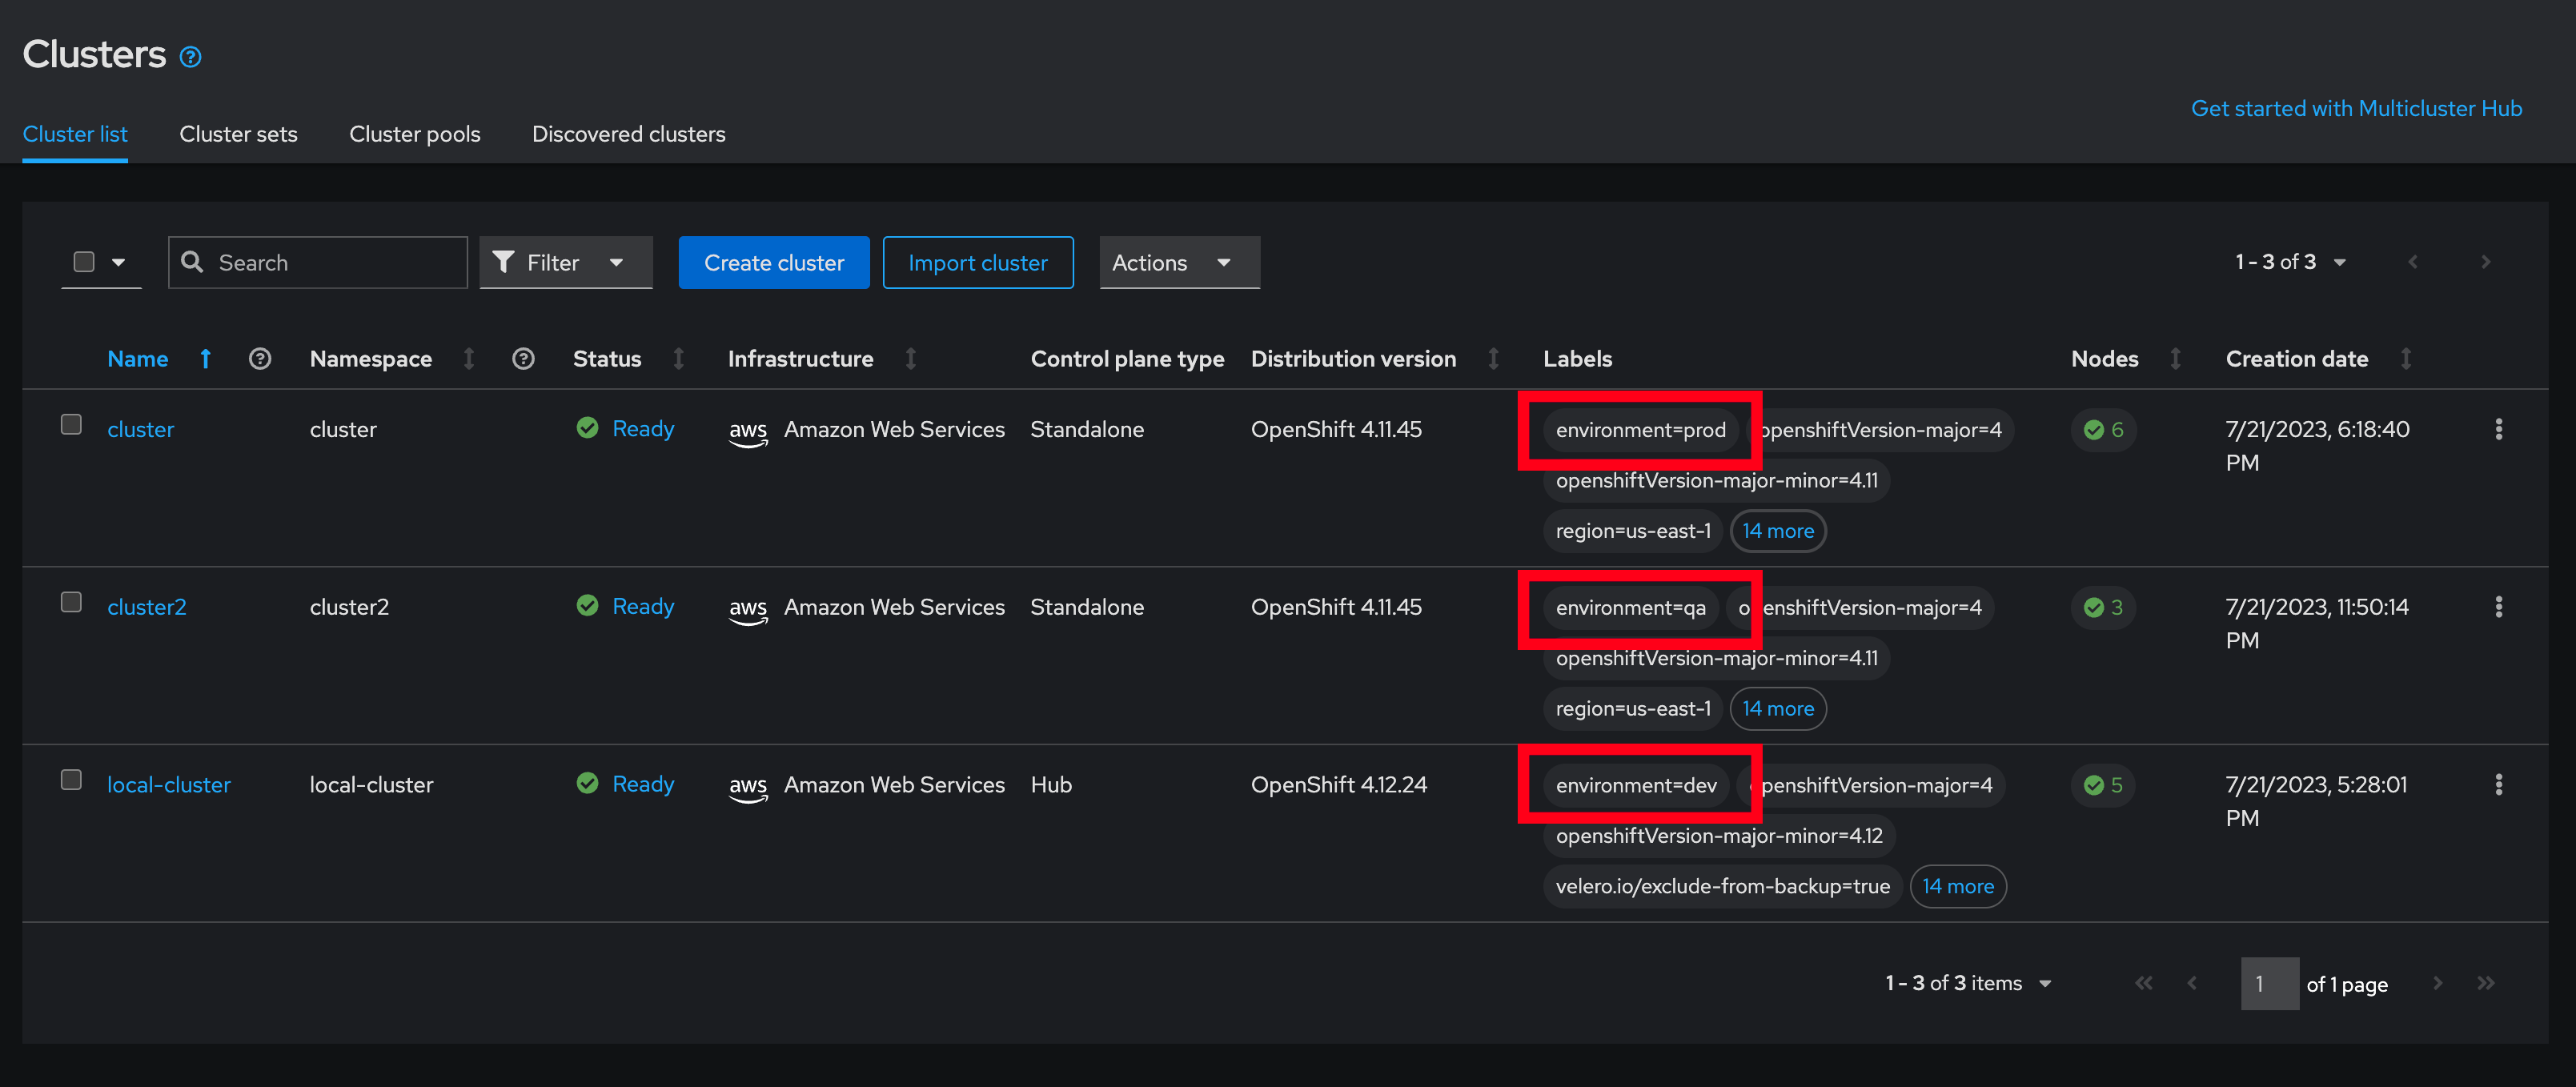 Clusters
Get started with Multicluster Hub
Cluster list Cluster sets Cluster pools Discovered clusters
Search Filter Create cluster Import cluster Actions 1 - 3 of 3
Name Namespace Status Infrastructure Control plane type Distribution version Labels Nodes Creation date
cluster cluster Ready aws Amazon Web Services Standalone OpenShift 4.11.45 environment=prod openshiftVersion-major=4 6 7/21/2023, 6:18:40
PM
openshiftVersion-major-minor=4.11
region=us-east-1 14 more
cluster2 cluster2 Ready aws Amazon Web Services Standalone OpenShift 4.11.45 environment=qa openshiftVersion-major=4 3 7/21/2023, 11:50:14
PM
openshiftVersion-major-minor=4.11
region=us-east-1 14 more
local-cluster local-cluster Ready aws Amazon Web Services Hub OpenShift 4.12.24 environment=dev openshiftVersion-major=4 5 7/21/2023, 5:28:01
PM
openshiftVersion-major-minor=4.12
velero.io/exclude-from-backup=true 14 more
1 - 3 of 3 items 1 of 1 page